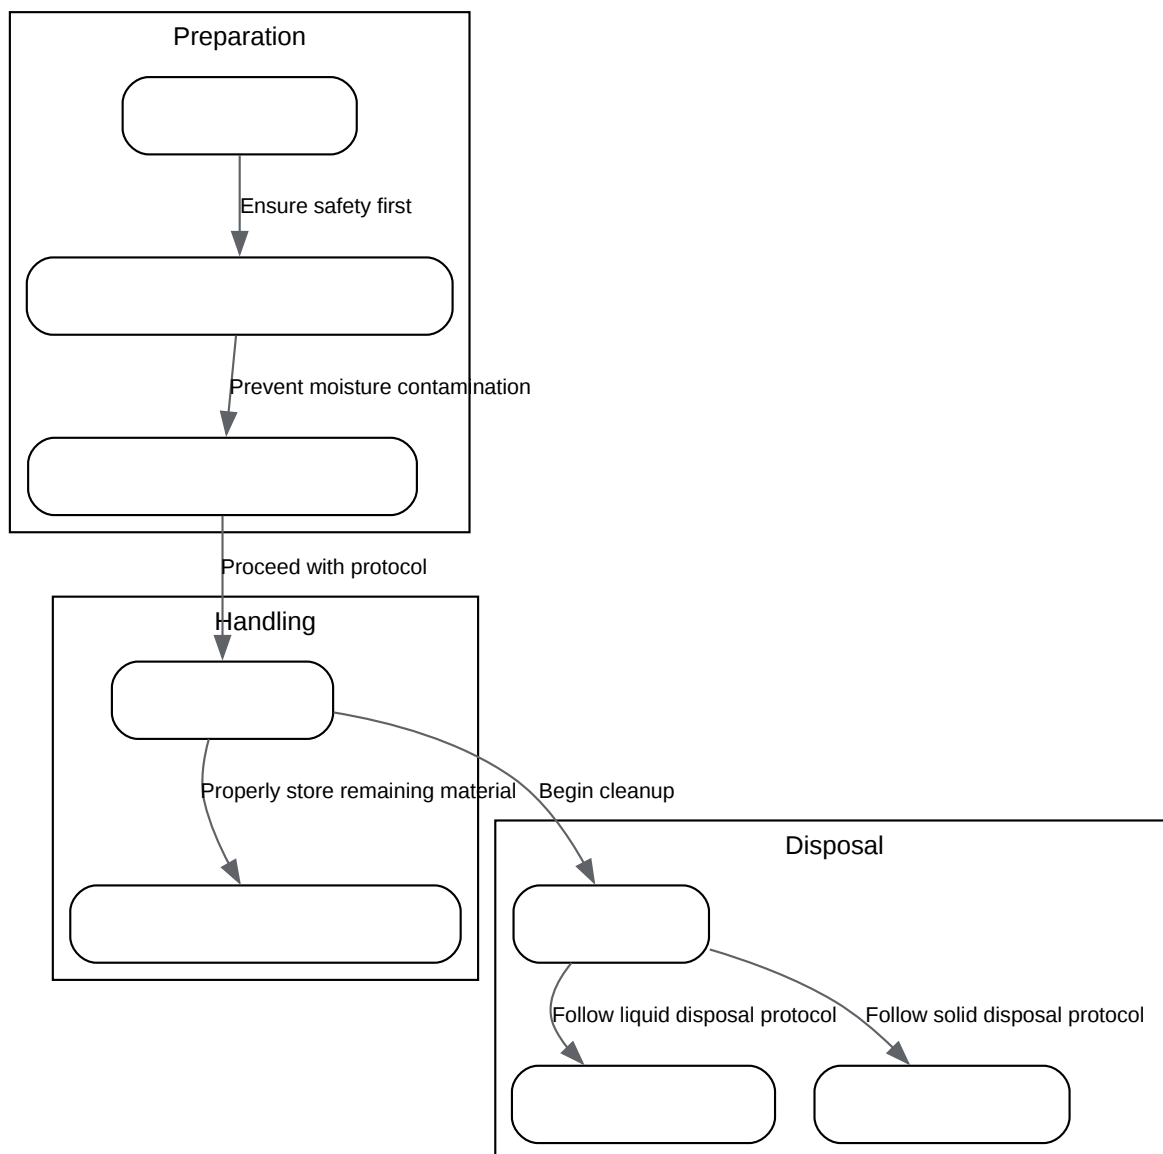 Preparation
Ensure safety first
Prevent moisture contamination
Proceed with protocol
Handling
Properly store remaining material
Begin cleanup
Disposal
Follow liquid disposal protocol
Follow solid disposal protocol